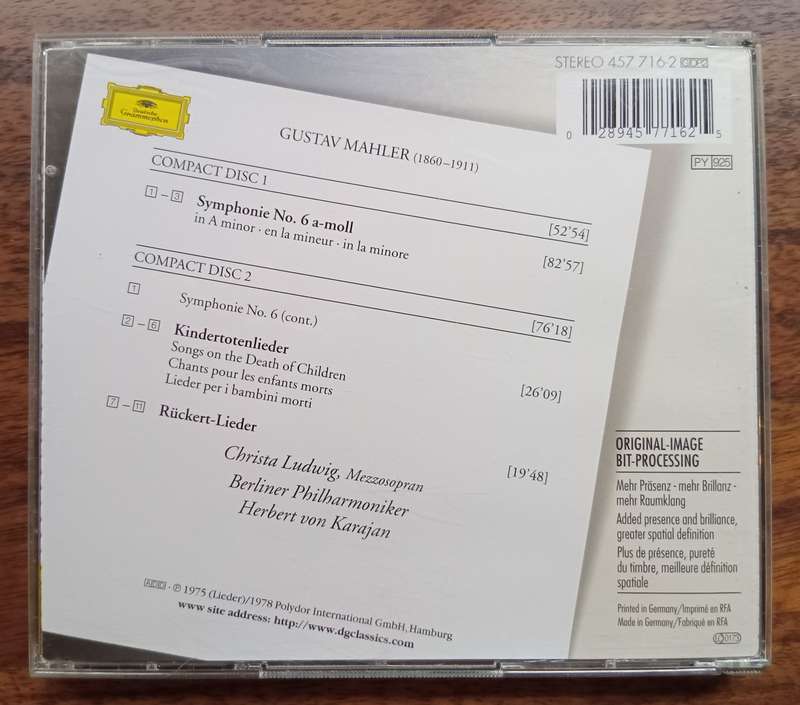 STEREO 457 716-2 GDP2
Deutsche
Grammophon
0 28945 77162 5
PY 925
GUSTAV MAHLER (1860–1911)
COMPACT DISC 1
[52'54]
1 – 3 Symphonie No. 6 a-moll
in A minor · en la mineur · in la minore
[82'57]
COMPACT DISC 2
[76'18]
1 Symphonie No. 6 (cont.)
2 – 6 Kindertotenlieder
Songs on the Death of Children
Chants pour les enfants morts
Lieder per i bambini morti
[26'09]
7 – 11 Rückert-Lieder
[19'48]
Christa Ludwig, Mezzosopran
Berliner Philharmoniker
Herbert von Karajan
ADD · ℗ 1975 (Lieder)/1978 Polydor International GmbH, Hamburg
www site address: http://www.dgclassics.com
ORIGINAL-IMAGE
BIT-PROCESSING
Mehr Präsenz - mehr Brillanz -
mehr Raumklang
Added presence and brilliance,
greater spatial definition
Plus de présence, pureté
du timbre, meilleure définition
spatiale
Printed in Germany/Imprimé en RFA
Made in Germany/Fabriqué en RFA